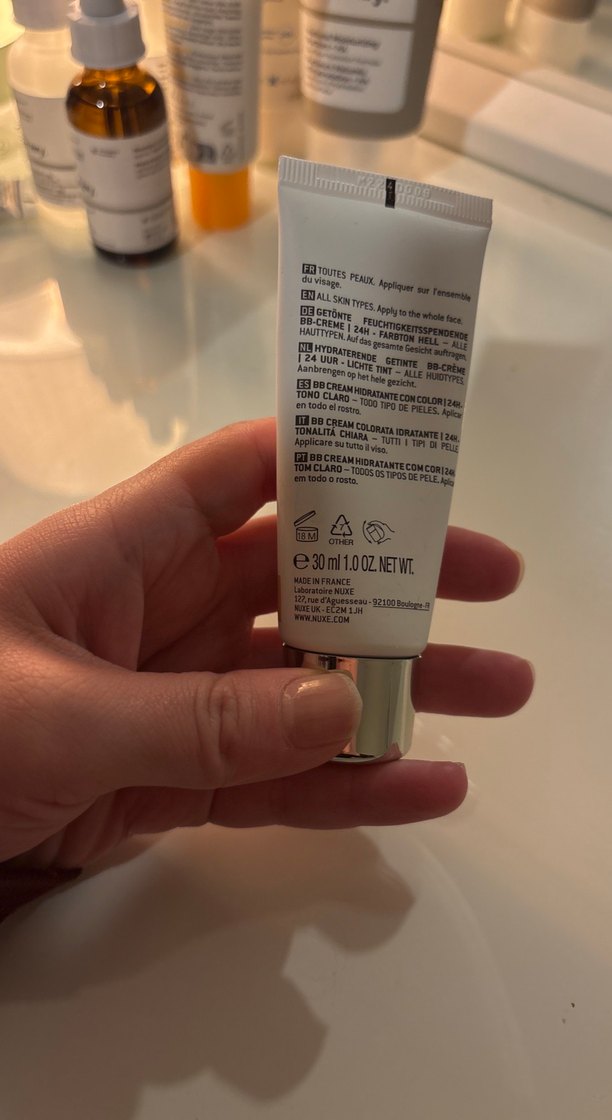 FR TOUTES PEAUX. Appliquer sur l'ensemble
du visage.
EN ALL SKIN TYPES. Apply to the whole face.
DE GETÖNTE FEUCHTIGKEITSSPENDENDE
BB-CREME | 24H - FARBTON HELL – ALLE
HAUTTYPEN. Auf das gesamte Gesicht auftragen.
NL HYDRATERENDE GETINTE BB-CRÈME
| 24 UUR - LICHTE TINT – ALLE HUIDTYPES.
Aanbrengen op het hele gezicht.
ES BB CREAM HIDRATANTE CON COLOR | 24H-
TONO CLARO – TODO TIPO DE PIELES. Aplicar
en todo el rostro.
IT BB CREAM COLORATA IDRATANTE | 24H-
TONALITÀ CHIARA – TUTTI I TIPI DI PELLE
Applicare su tutto il viso.
PT BB CREAM HIDRATANTE COM COR | 24H
TOM CLARO – TODOS OS TIPOS DE PELE. Aplic
em todo o rosto.
18 M
OTHER
e 30 ml 1.0 OZ. NET WT.
MADE IN FRANCE
Laboratoire NUXE
127, rue d'Aguesseau - 92100 Boulogne-FR
NUXE UK - EC2M 1JH
WWW.NUXE.COM